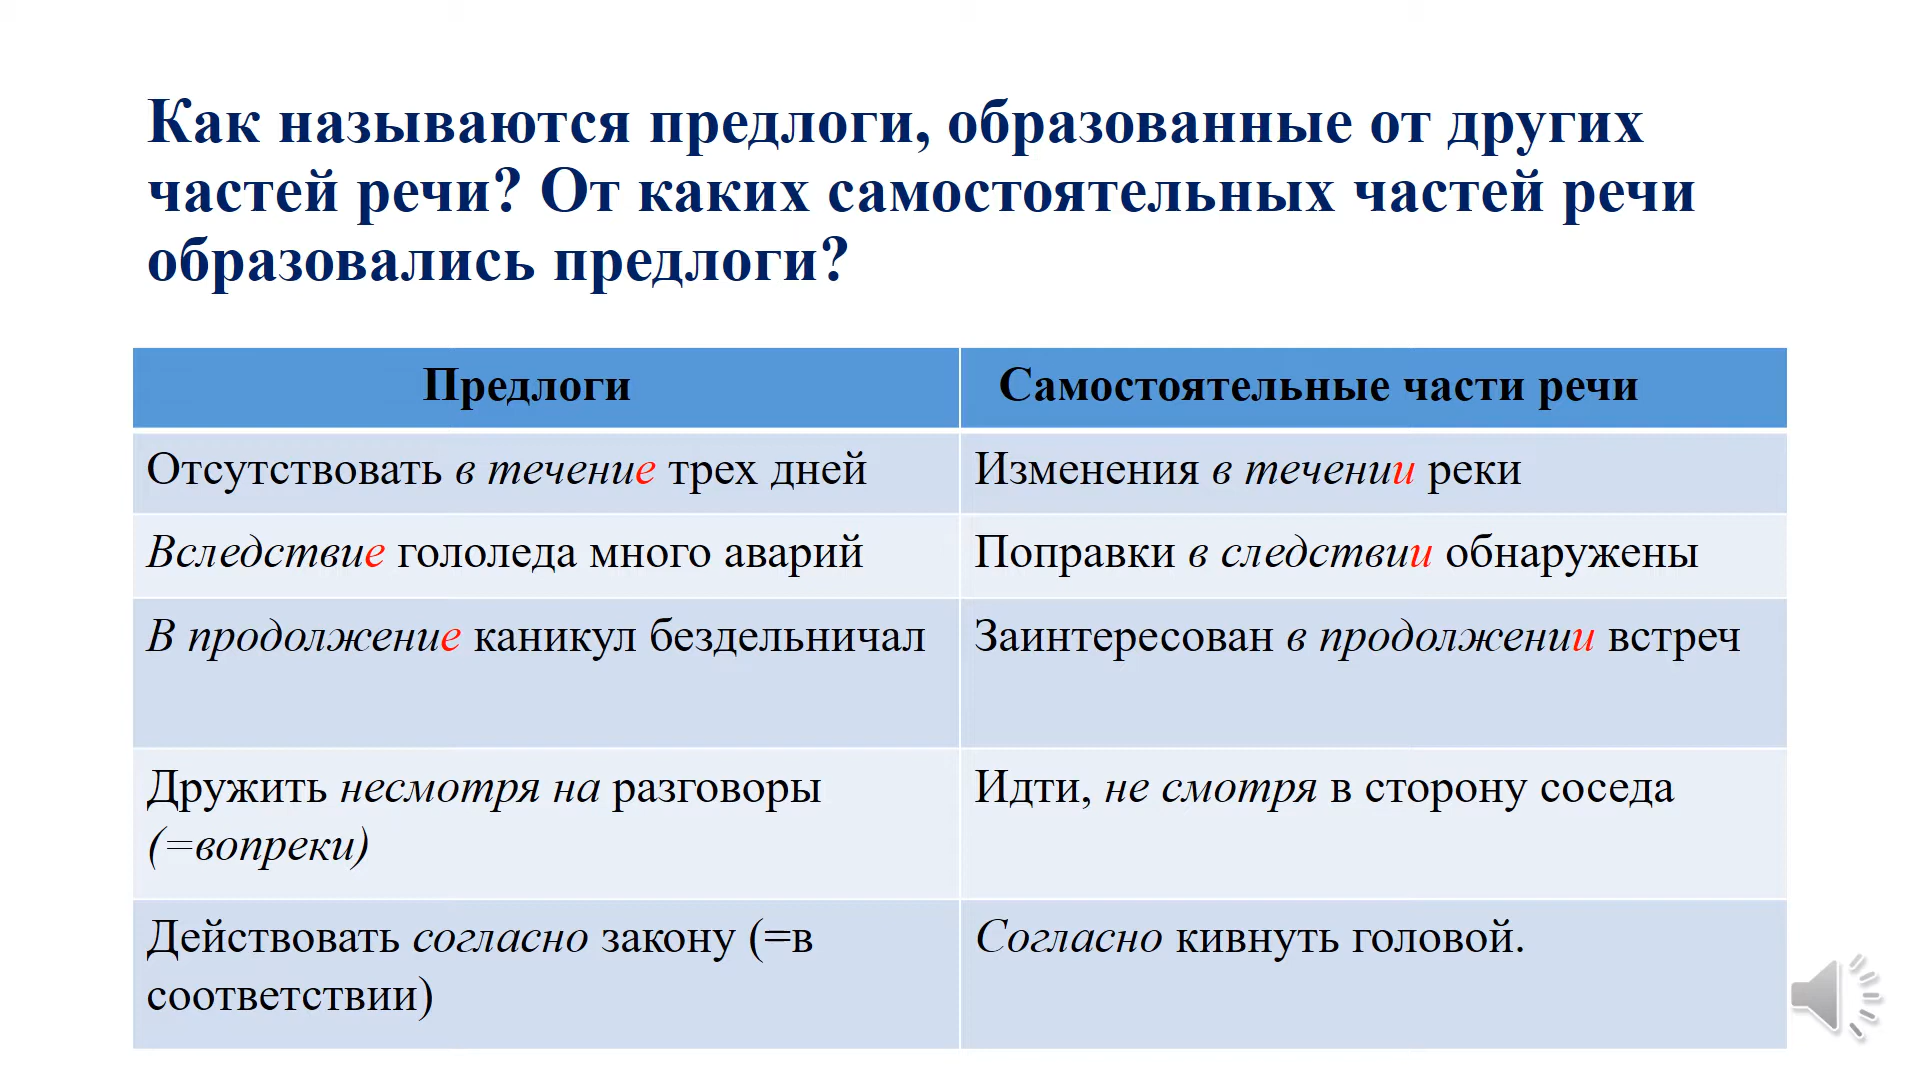 Как называются предлоги, образованные от других
частей речи? От каких самостоятельных частей речи
образовались предлоги?
Предлоги
Самостоятельные части речи
Отсутствовать в течение трех дней
Изменения в течении реки
Вследствие гололеда много аварий
Поправки в следствии обнаружены
В продолжение каникул бездельничал
Заинтересован в продолжении встреч
Дружить несмотря на разговоры
(=вопреки)
Идти, не смотря в сторону соседа
Действовать согласно закону (=в
соответствии)
Согласно кивнуть головой.